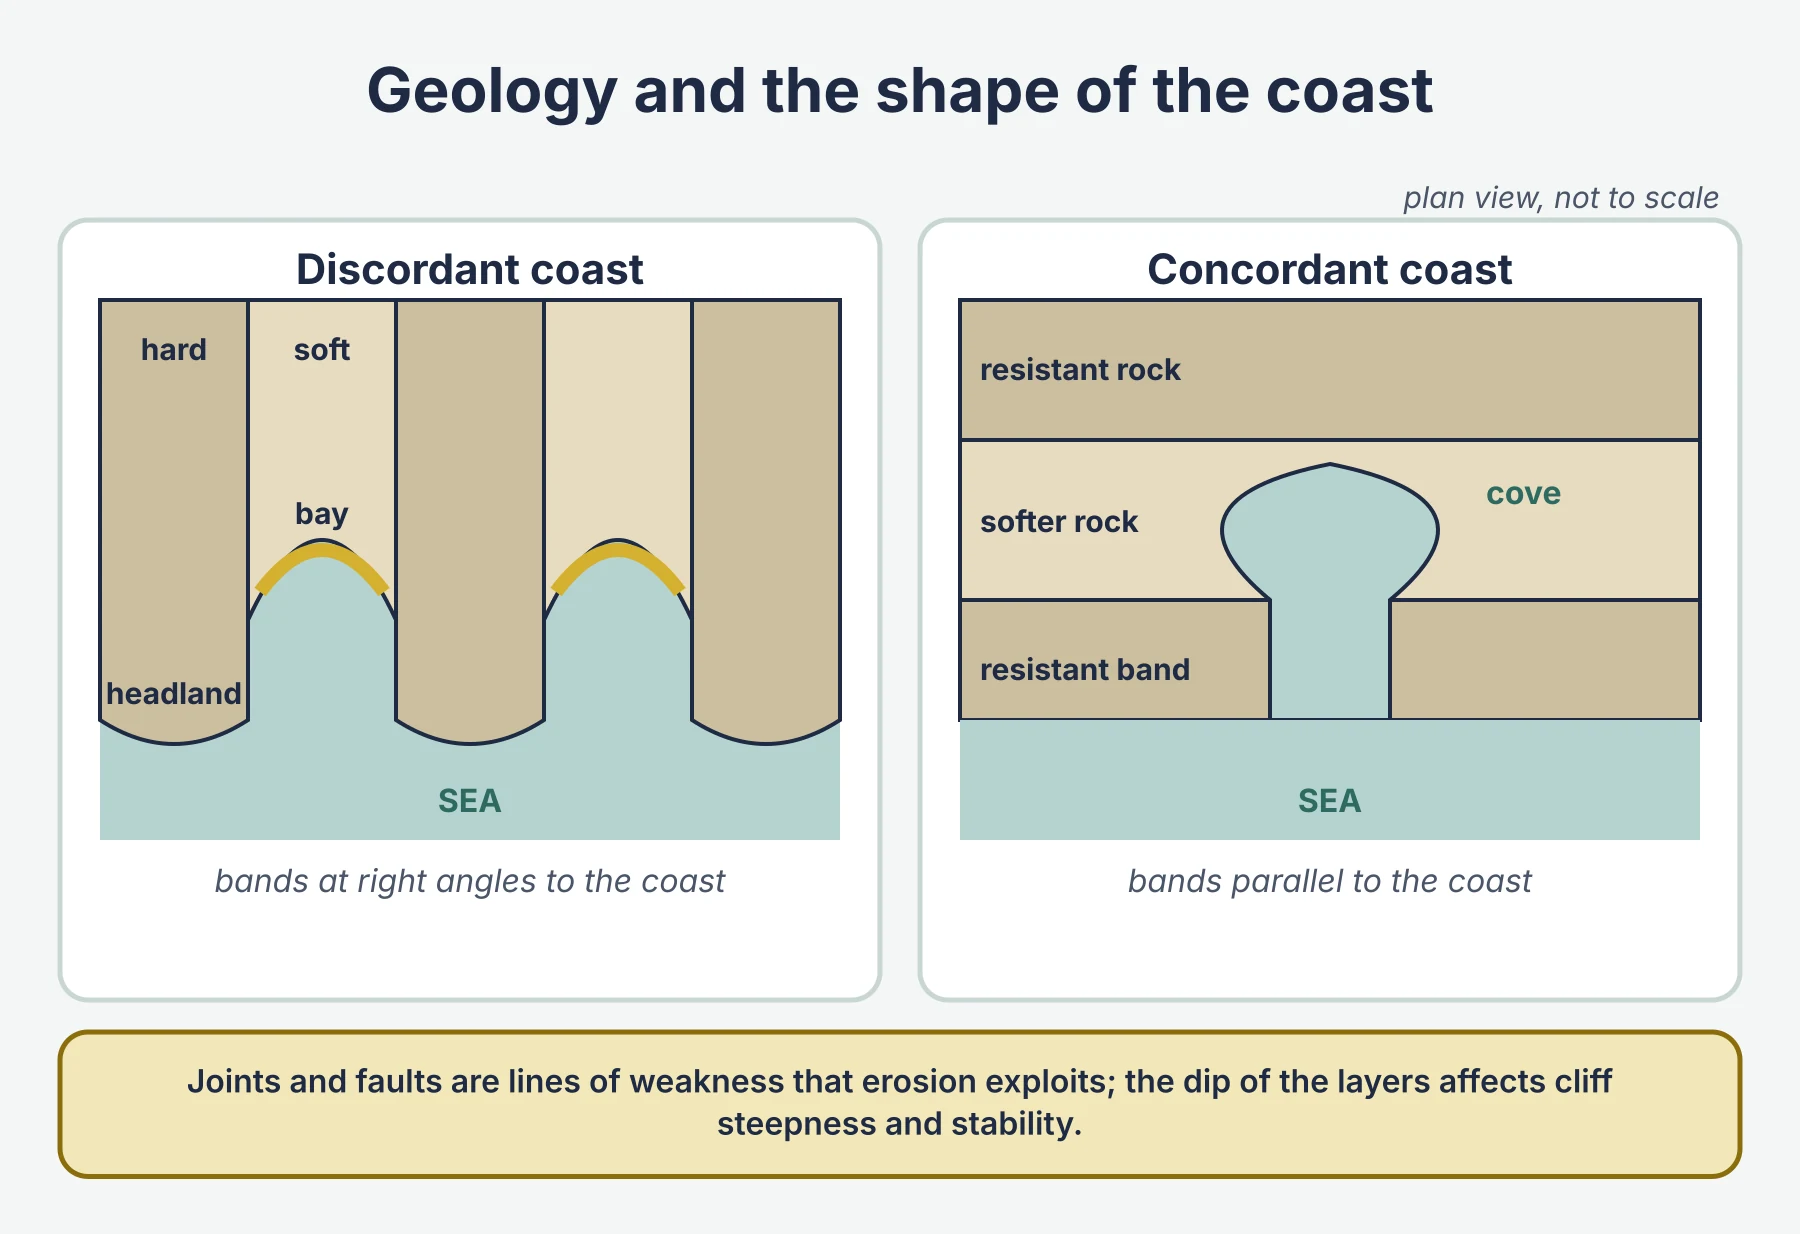 Geology and the shape of the coast
plan view, not to scale
Discordant coast
hard
soft
bay
headland
SEA
bands at right angles to the coast
Concordant coast
resistant rock
cove
softer rock
resistant band
SEA
bands parallel to the coast
Joints and faults are lines of weakness that erosion exploits; the dip of the layers affects cliff
steepness and stability.